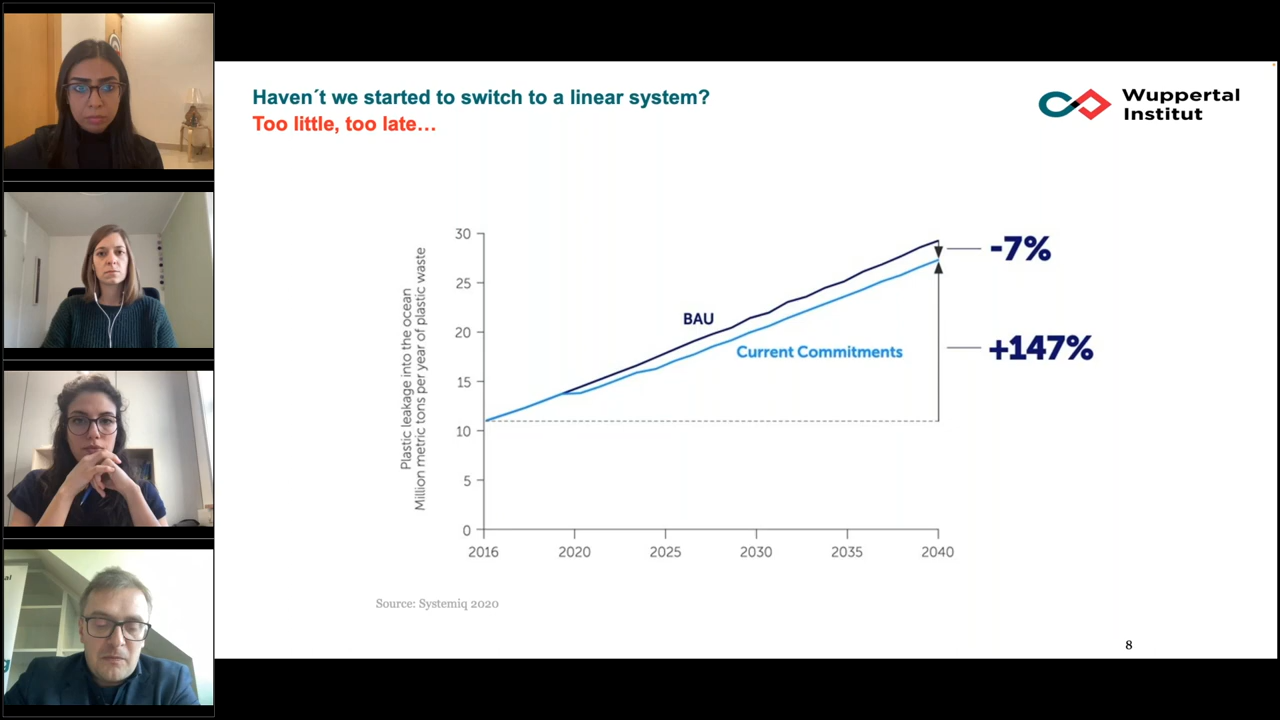 Haven´t we started to switch to a linear system?
Too little, too late…
Wuppertal
Institut
Plastic leakage into the ocean
Million metric tons per year of plastic waste
30
25
20
15
10
5
0
2016
2020
2025
2030
2035
2040
BAU
Current Commitments
-7%
+147%
Source: Systemiq 2020
8
al